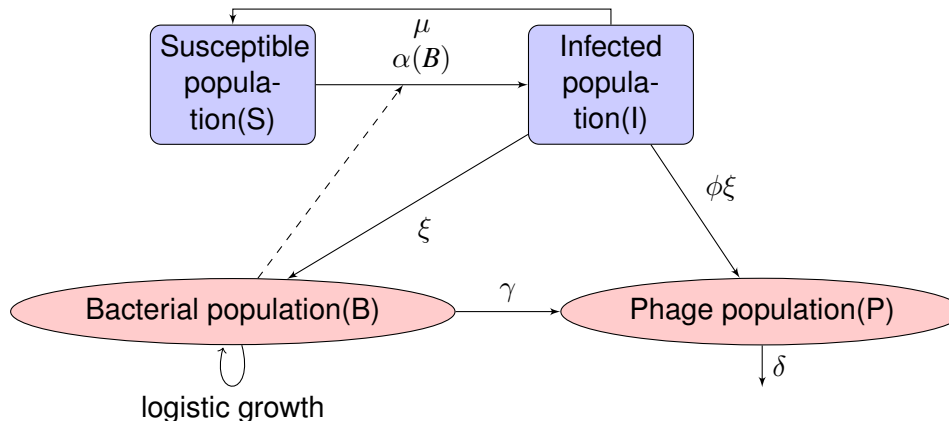 Susceptible
popula-
tion(S)
μ
α(B)
Infected
popula-
tion(I)
ξ
ϕξ
Bacterial population(B)
γ
Phage population(P)
δ
logistic growth